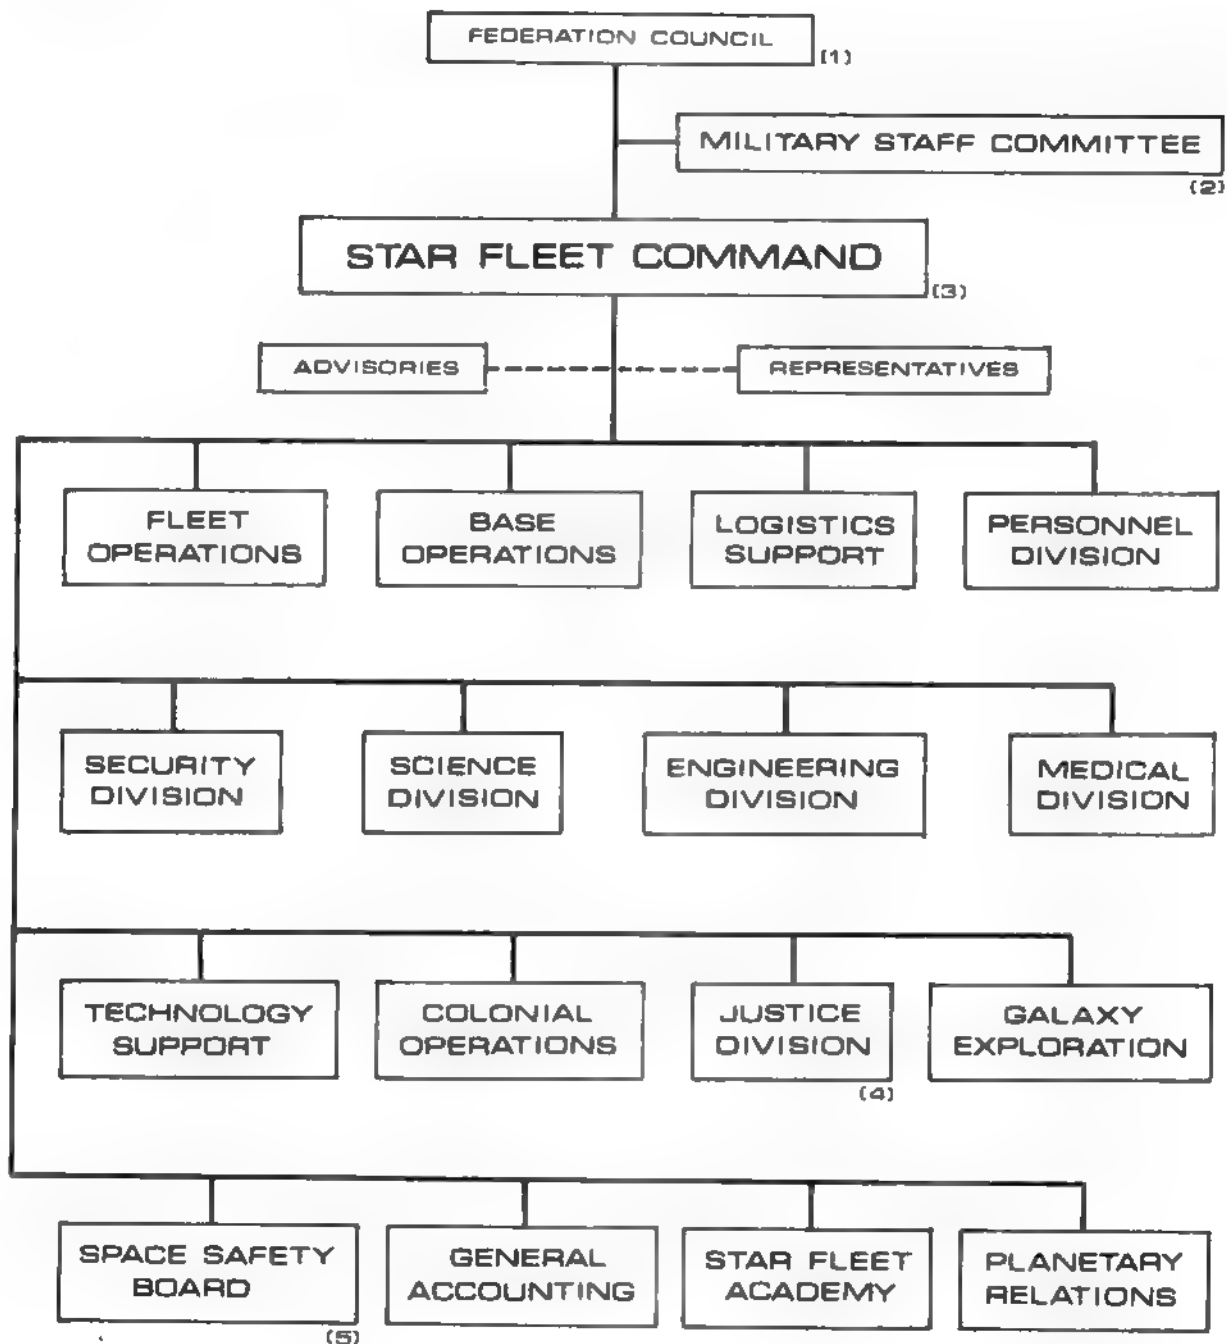 FEDERATION COUNCIL
(1)
MILITARY STAFF COMMITTEE
(2)
STAR FLEET COMMAND
(3)
ADVISORIES
REPRESENTATIVES
FLEET
OPERATIONS
BASE
OPERATIONS
LOGISTICS
SUPPORT
PERSONNEL
DIVISION
SECURITY
DIVISION
SCIENCE
DIVISION
ENGINEERING
DIVISION
MEDICAL
DIVISION
TECHNOLOGY
SUPPORT
COLONIAL
OPERATIONS
JUSTICE
DIVISION
(4)
GALAXY
EXPLORATION
SPACE SAFETY
BOARD
(5)
GENERAL
ACCOUNTING
STAR FLEET
ACADEMY
PLANETARY
RELATIONS